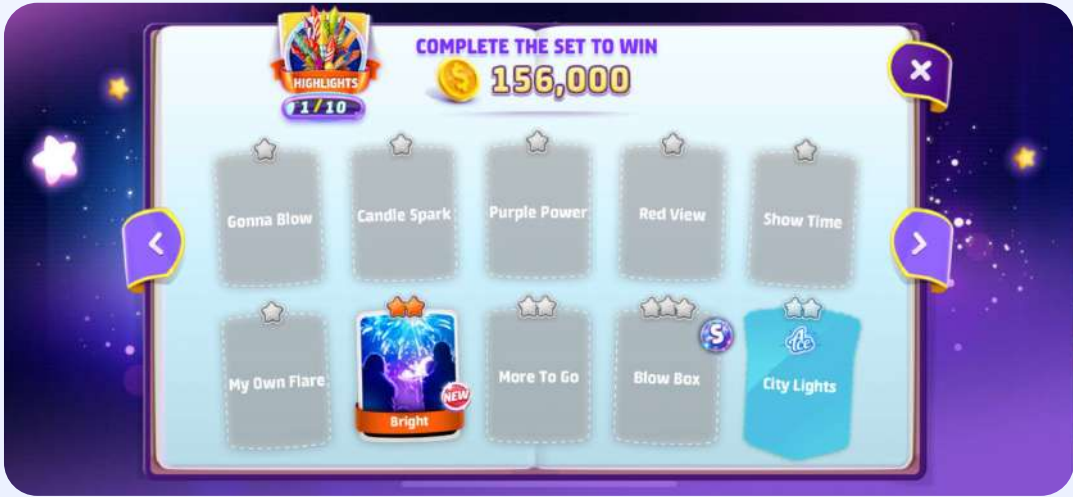 COMPLETE THE SET TO WIN
156,000
HIGHLIGHTS
1/10
Gonna Blow
Candle Spark
Purple Power
Red View
Show Time
My Own Flare
NEW
Bright
More To Go
S
Blow Box
Ace
City Lights